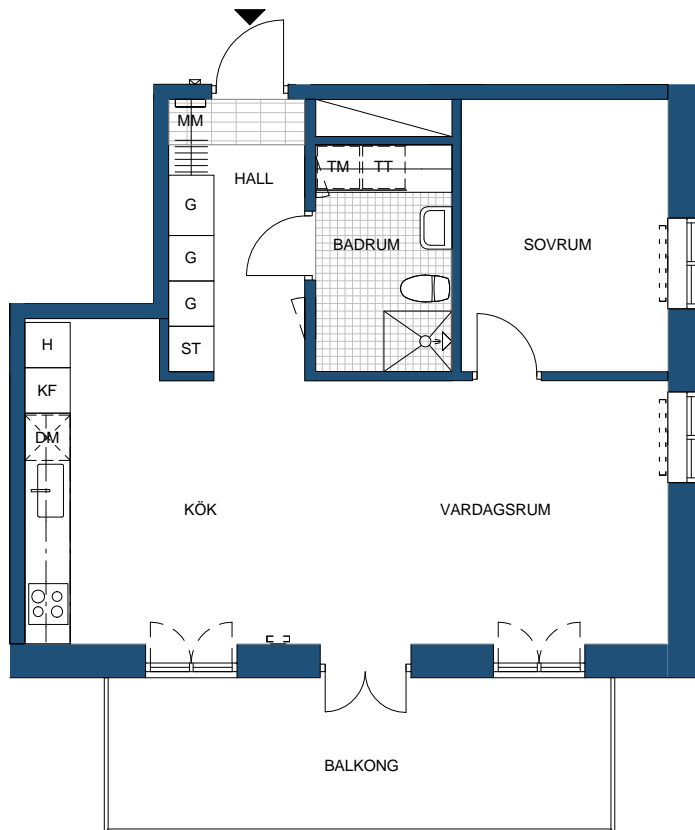 MM
HALL
TM
TT
G
BADRUM
SOVRUM
G
G
ST
H
KF
DM
KÖK
VARDAGSRUM
BALKONG